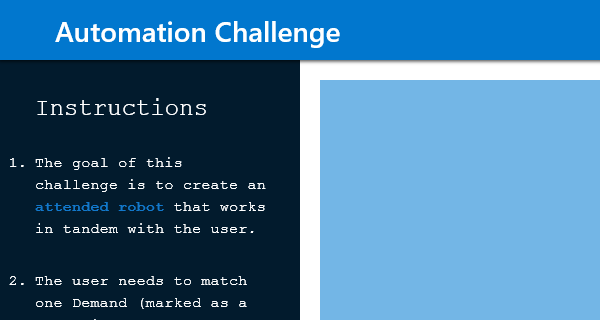 Automation Challenge
Instructions
1. The goal of this
challenge is to create an
attended robot that works
in tandem with the user.
2. The user needs to match
one Demand (marked as a